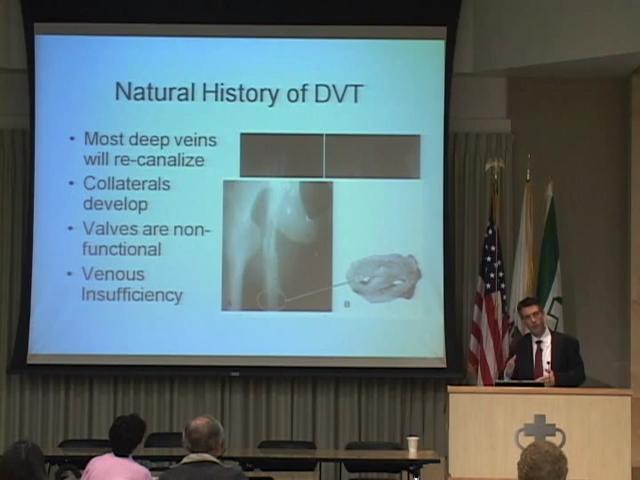 Natural History of DVT
• Most deep veins
will re-canalize
• Collaterals
develop
• Valves are non-
functional
• Venous
Insufficiency
B